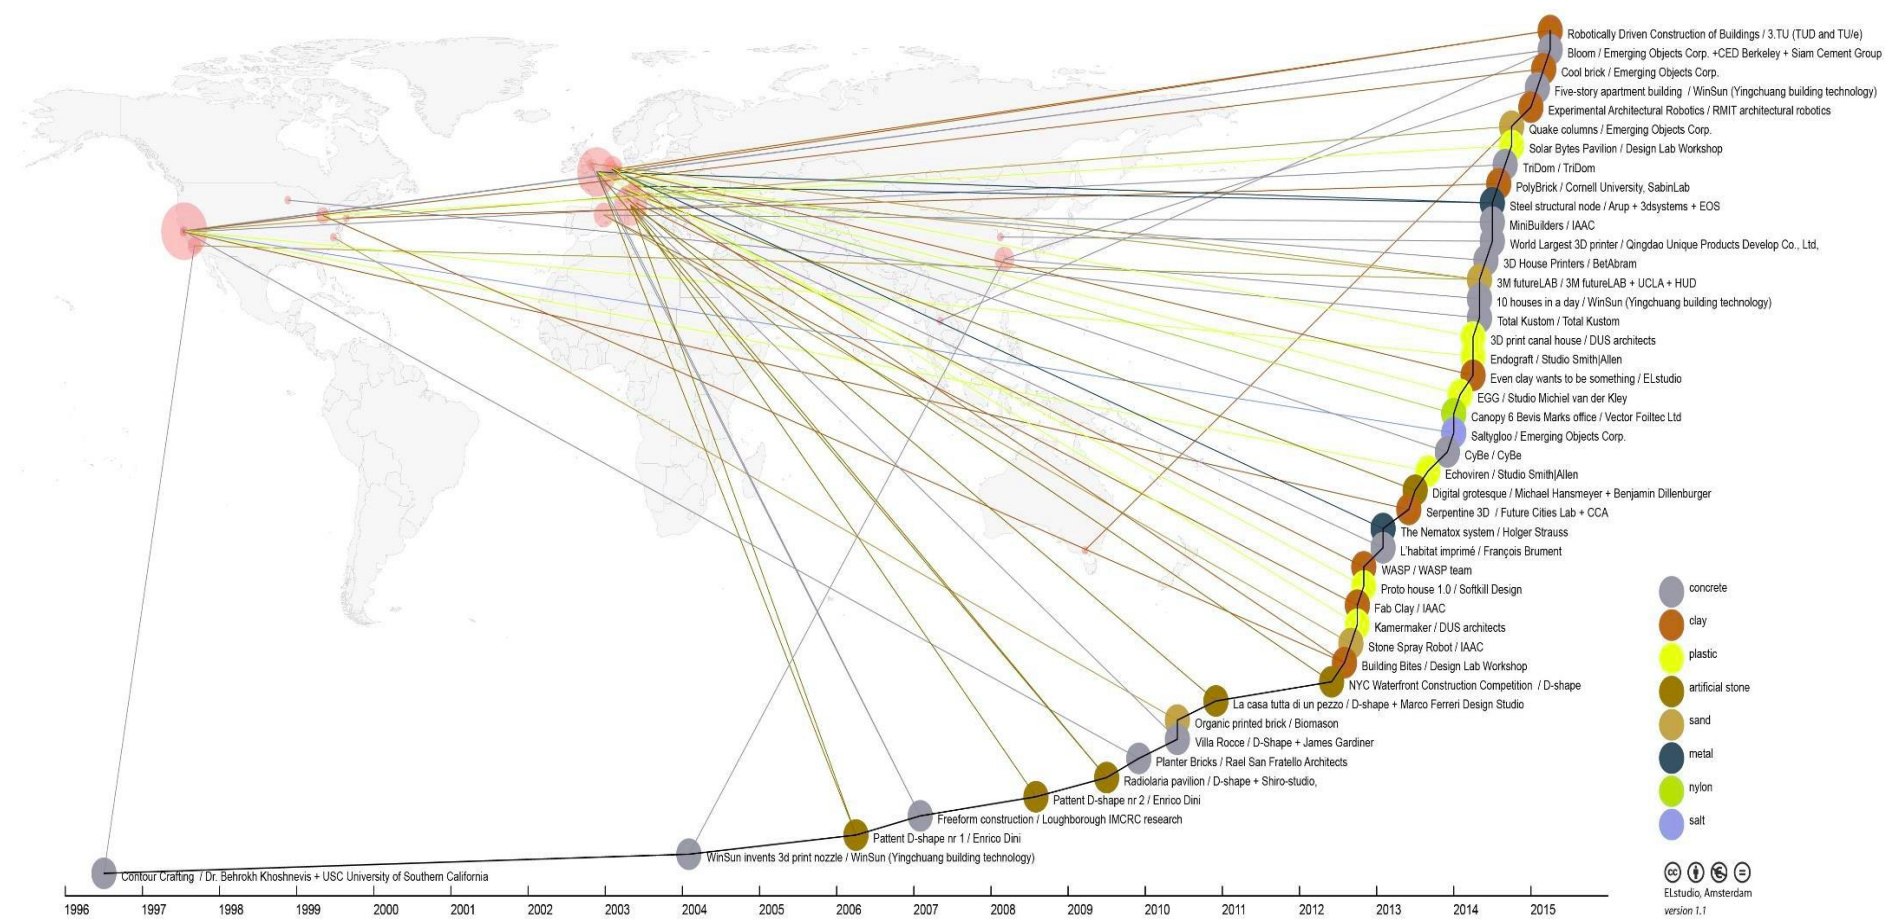 Robotically Driven Construction of Buildings / 3.TU (TUD and TU/e)
Bloom / Emerging Objects Corp. +CED Berkeley + Siam Cement Group
Cool brick / Emerging Objects Corp.
Five-story apartment building / WinSun (Yingchuang building technology)
Experimental Architectural Robotics / RMIT architectural robotics
Quake columns / Emerging Objects Corp.
Solar Bytes Pavilion / Design Lab Workshop
TriDom / TriDom
PolyBrick / Cornell University, SabinLab
Steel structural node / Arup + 3dsystems + EOS
MiniBuilders / IAAC
World Largest 3D printer / Qingdao Unique Products Develop Co., Ltd,
3D House Printers / BetAbram
3M futureLAB / 3M futureLAB + UCLA + HUD
10 houses in a day / WinSun (Yingchuang building technology)
Total Kustom / Total Kustom
3D print canal house / DUS architects
Endograft / Studio Smith|Allen
Even clay wants to be something / ELstudio
EGG / Studio Michiel van der Kley
Canopy 6 Bevis Marks office / Vector Foiltec Ltd
Saltygloo / Emerging Objects Corp.
CyBe / CyBe
Echoviren / Studio Smith|Allen
Digital grotesque / Michael Hansmeyer + Benjamin Dillenburger
Serpentine 3D / Future Cities Lab + CCA
The Nematox system / Holger Strauss
L'habitat imprimé / François Brument
WASP / WASP team
Proto house 1.0 / Softkill Design
Fab Clay / IAAC
Kamermaker / DUS architects
Stone Spray Robot / IAAC
Building Bites / Design Lab Workshop
NYC Waterfront Construction Competition / D-shape
La casa tutta di un pezzo / D-shape + Marco Ferreri Design Studio
Organic printed brick / Biomason
Villa Rocce / D-Shape + James Gardiner
Planter Bricks / Rael San Fratello Architects
Radiolaria pavilion / D-shape + Shiro-studio,
Pattent D-shape nr 2 / Enrico Dini
Freeform construction / Loughborough IMCRC research
Pattent D-shape nr 1 / Enrico Dini
WinSun invents 3d print nozzle / WinSun (Yingchuang building technology)
Contour Crafting / Dr. Behrokh Khoshnevis + USC University of Southern California
1996 1997 1998 1999 2000 2001 2002 2003 2004 2005 2006 2007 2008 2009 2010 2011 2012 2013 2014 2015
concrete
clay
plastic
artificial stone
sand
metal
nylon
salt
cc
ELstudio, Amsterdam
version 1.1